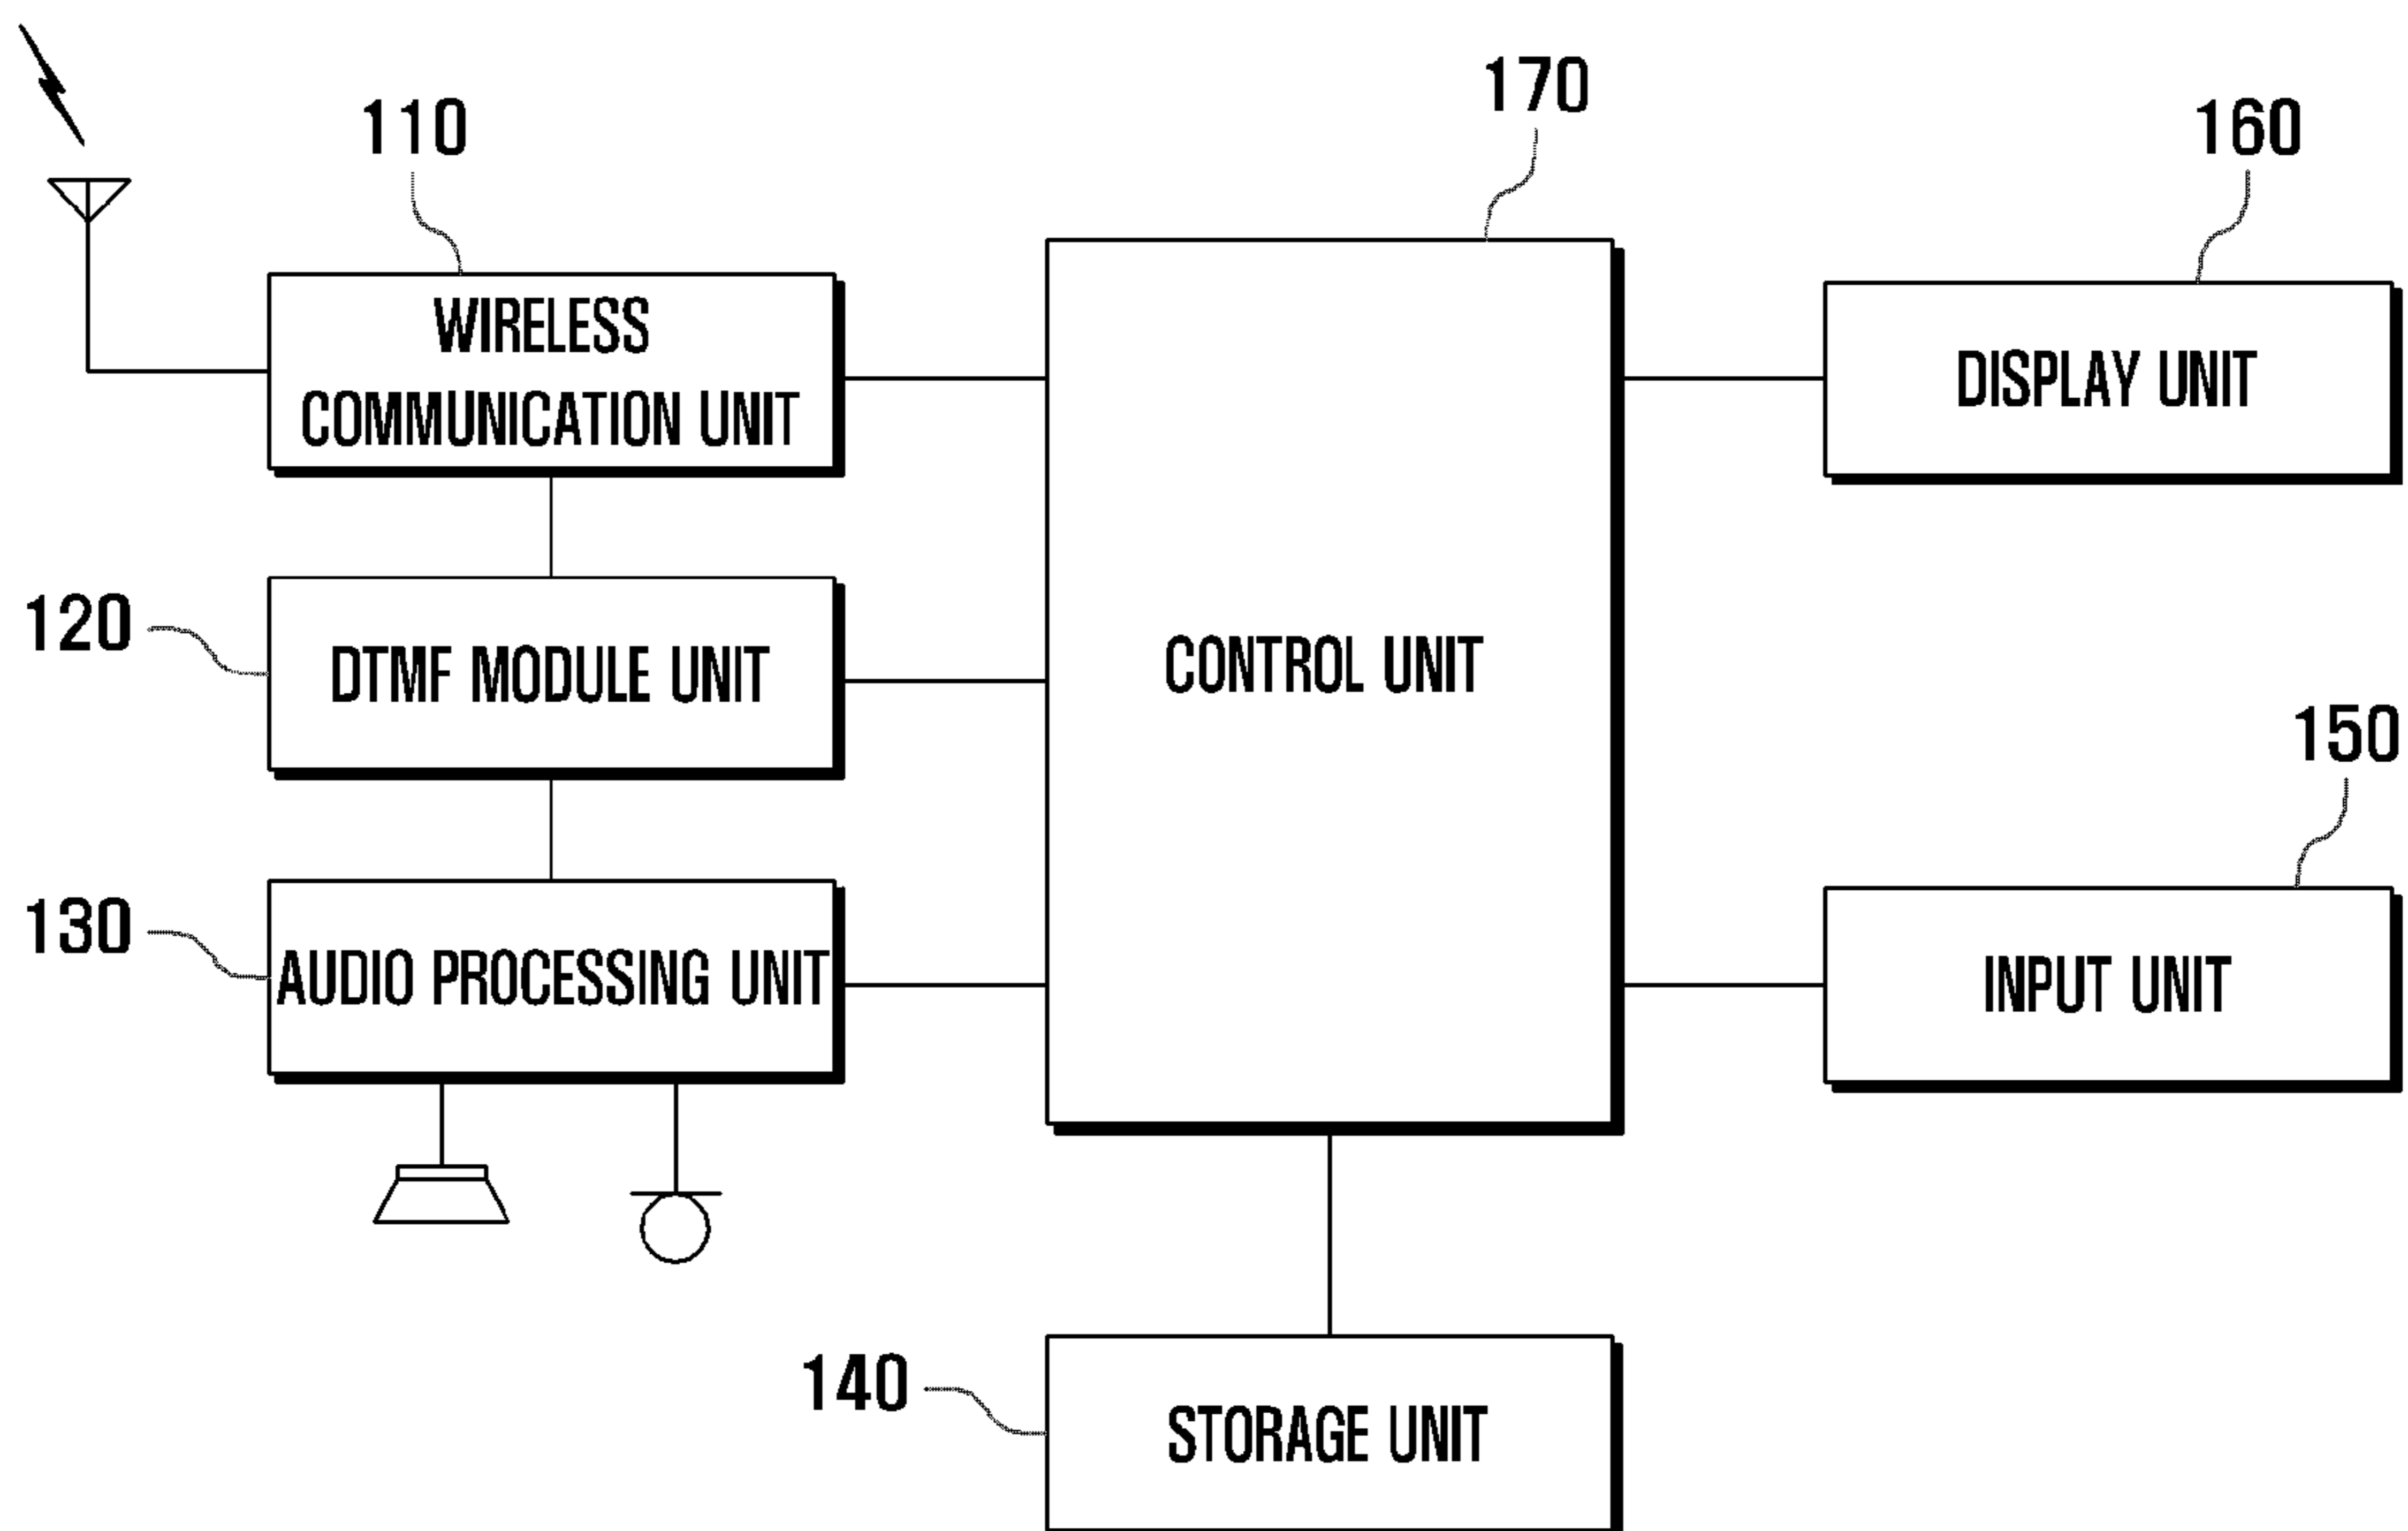 170
110
160
WIRELESS
COMMUNICATION UNIT
DISPLAY UNIT
120
DTMF MODULE UNIT
CONTROL UNIT
150
130
AUDIO PROCESSING UNIT
INPUT UNIT
140
STORAGE UNIT